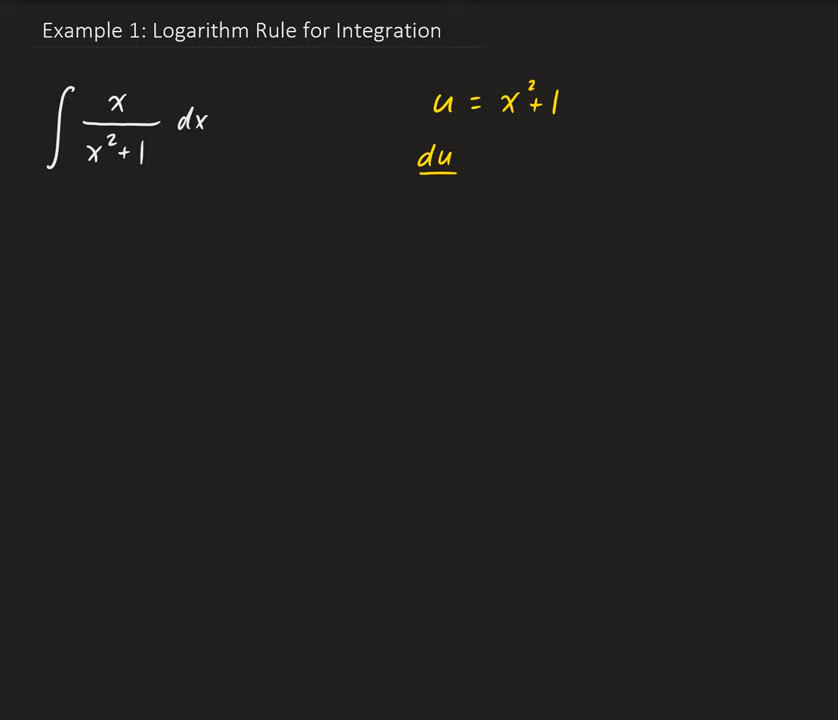 Example 1: Logarithm Rule for Integration
∫ x / (x² + 1) dx
u = x² + 1
du